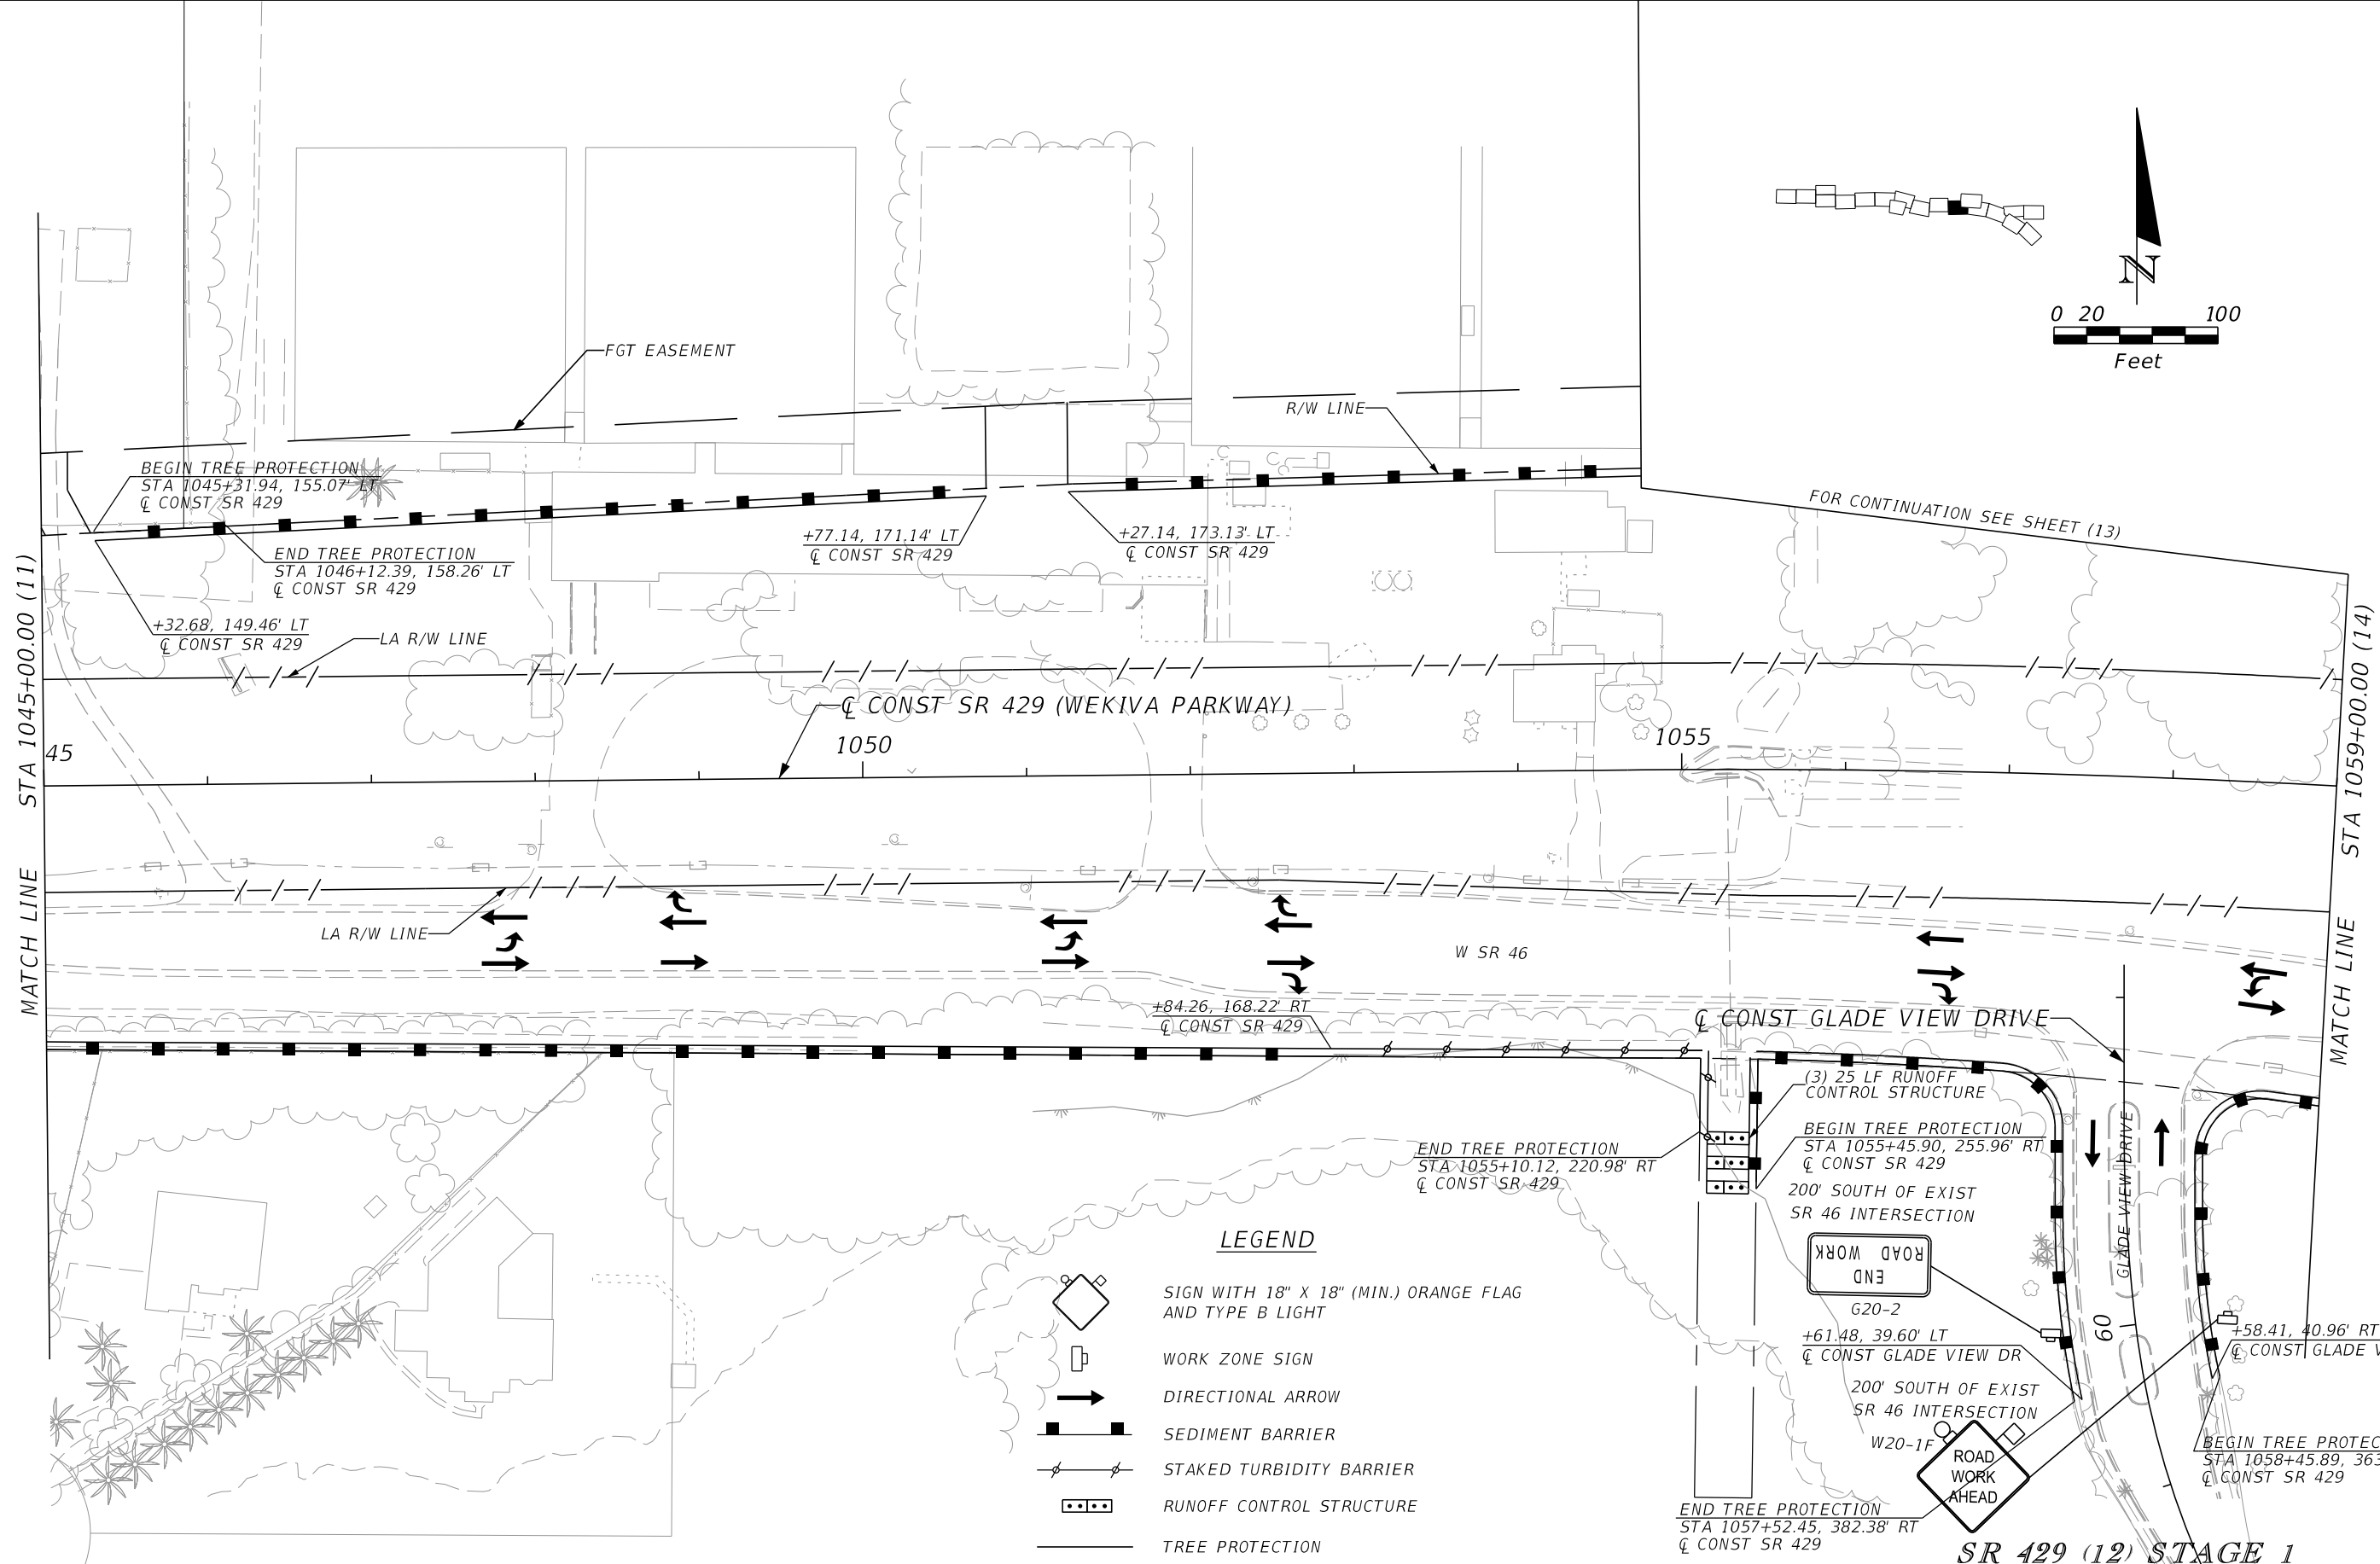 0 20 100
Feet
FGT EASEMENT
R/W LINE
BEGIN TREE PROTECTION
STA 1045+31.94, 155.07' LT
℄ CONST SR 429
FOR CONTINUATION SEE SHEET (13)
END TREE PROTECTION
STA 1046+12.39, 158.26' LT
℄ CONST SR 429
+77.14, 171.14' LT
℄ CONST SR 429
+27.14, 173.13' LT
℄ CONST SR 429
+32.68, 149.46' LT
℄ CONST SR 429
LA R/W LINE
MATCH LINE STA 1045+00.00 (11)
MATCH LINE STA 1059+00.00 (14)
℄ CONST SR 429 (WEKIVA PARKWAY)
45
1050
1055
LA R/W LINE
W SR 46
+84.26, 168.22' RT
℄ CONST SR 429
℄ CONST GLADE VIEW DRIVE
(3) 25 LF RUNOFF
CONTROL STRUCTURE
BEGIN TREE PROTECTION
STA 1055+45.90, 255.96' RT
℄ CONST SR 429
END TREE PROTECTION
STA 1055+10.12, 220.98' RT
℄ CONST SR 429
GLADE VIEW DRIVE
200' SOUTH OF EXIST
SR 46 INTERSECTION
END
ROAD WORK
G20-2
60
+61.48, 39.60' LT
℄ CONST GLADE VIEW DR
+58.41, 40.96' RT
℄ CONST GLADE V
200' SOUTH OF EXIST
SR 46 INTERSECTION
W20-1F
ROAD
WORK
AHEAD
BEGIN TREE PROTEC
STA 1058+45.89, 363
℄ CONST SR 429
END TREE PROTECTION
STA 1057+52.45, 382.38' RT
℄ CONST SR 429
LEGEND
SIGN WITH 18" X 18" (MIN.) ORANGE FLAG
AND TYPE B LIGHT
WORK ZONE SIGN
DIRECTIONAL ARROW
SEDIMENT BARRIER
STAKED TURBIDITY BARRIER
RUNOFF CONTROL STRUCTURE
TREE PROTECTION
SR 429 (12) STAGE 1
N